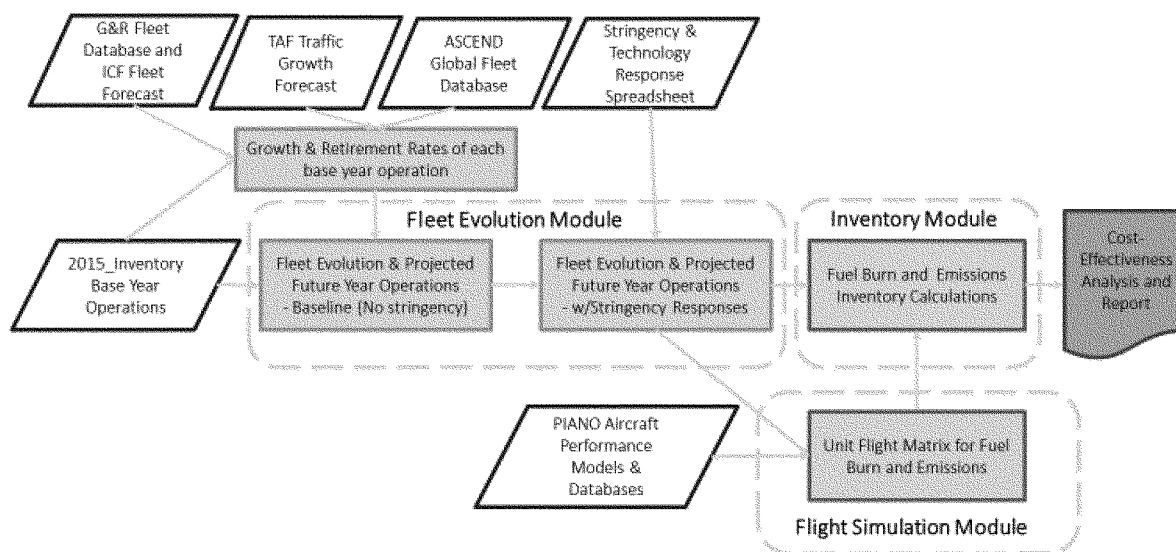 G&R Fleet
Database and
ICF Fleet
Forecast
TAF Traffic
Growth
Forecast
ASCEND
Global Fleet
Database
Stringency &
Technology
Response
Spreadsheet
Growth & Retirement Rates of each
base year operation
Fleet Evolution Module
Inventory Module
2015_Inventory
Base Year
Operations
Fleet Evolution & Projected
Future Year Operations
- Baseline (No stringency)
Fleet Evolution & Projected
Future Year Operations
- w/Stringency Responses
Fuel Burn and Emissions
Inventory Calculations
Cost-
Effectiveness
Analysis and
Report
PIANO Aircraft
Performance
Models &
Databases
Unit Flight Matrix for Fuel
Burn and Emissions
Flight Simulation Module